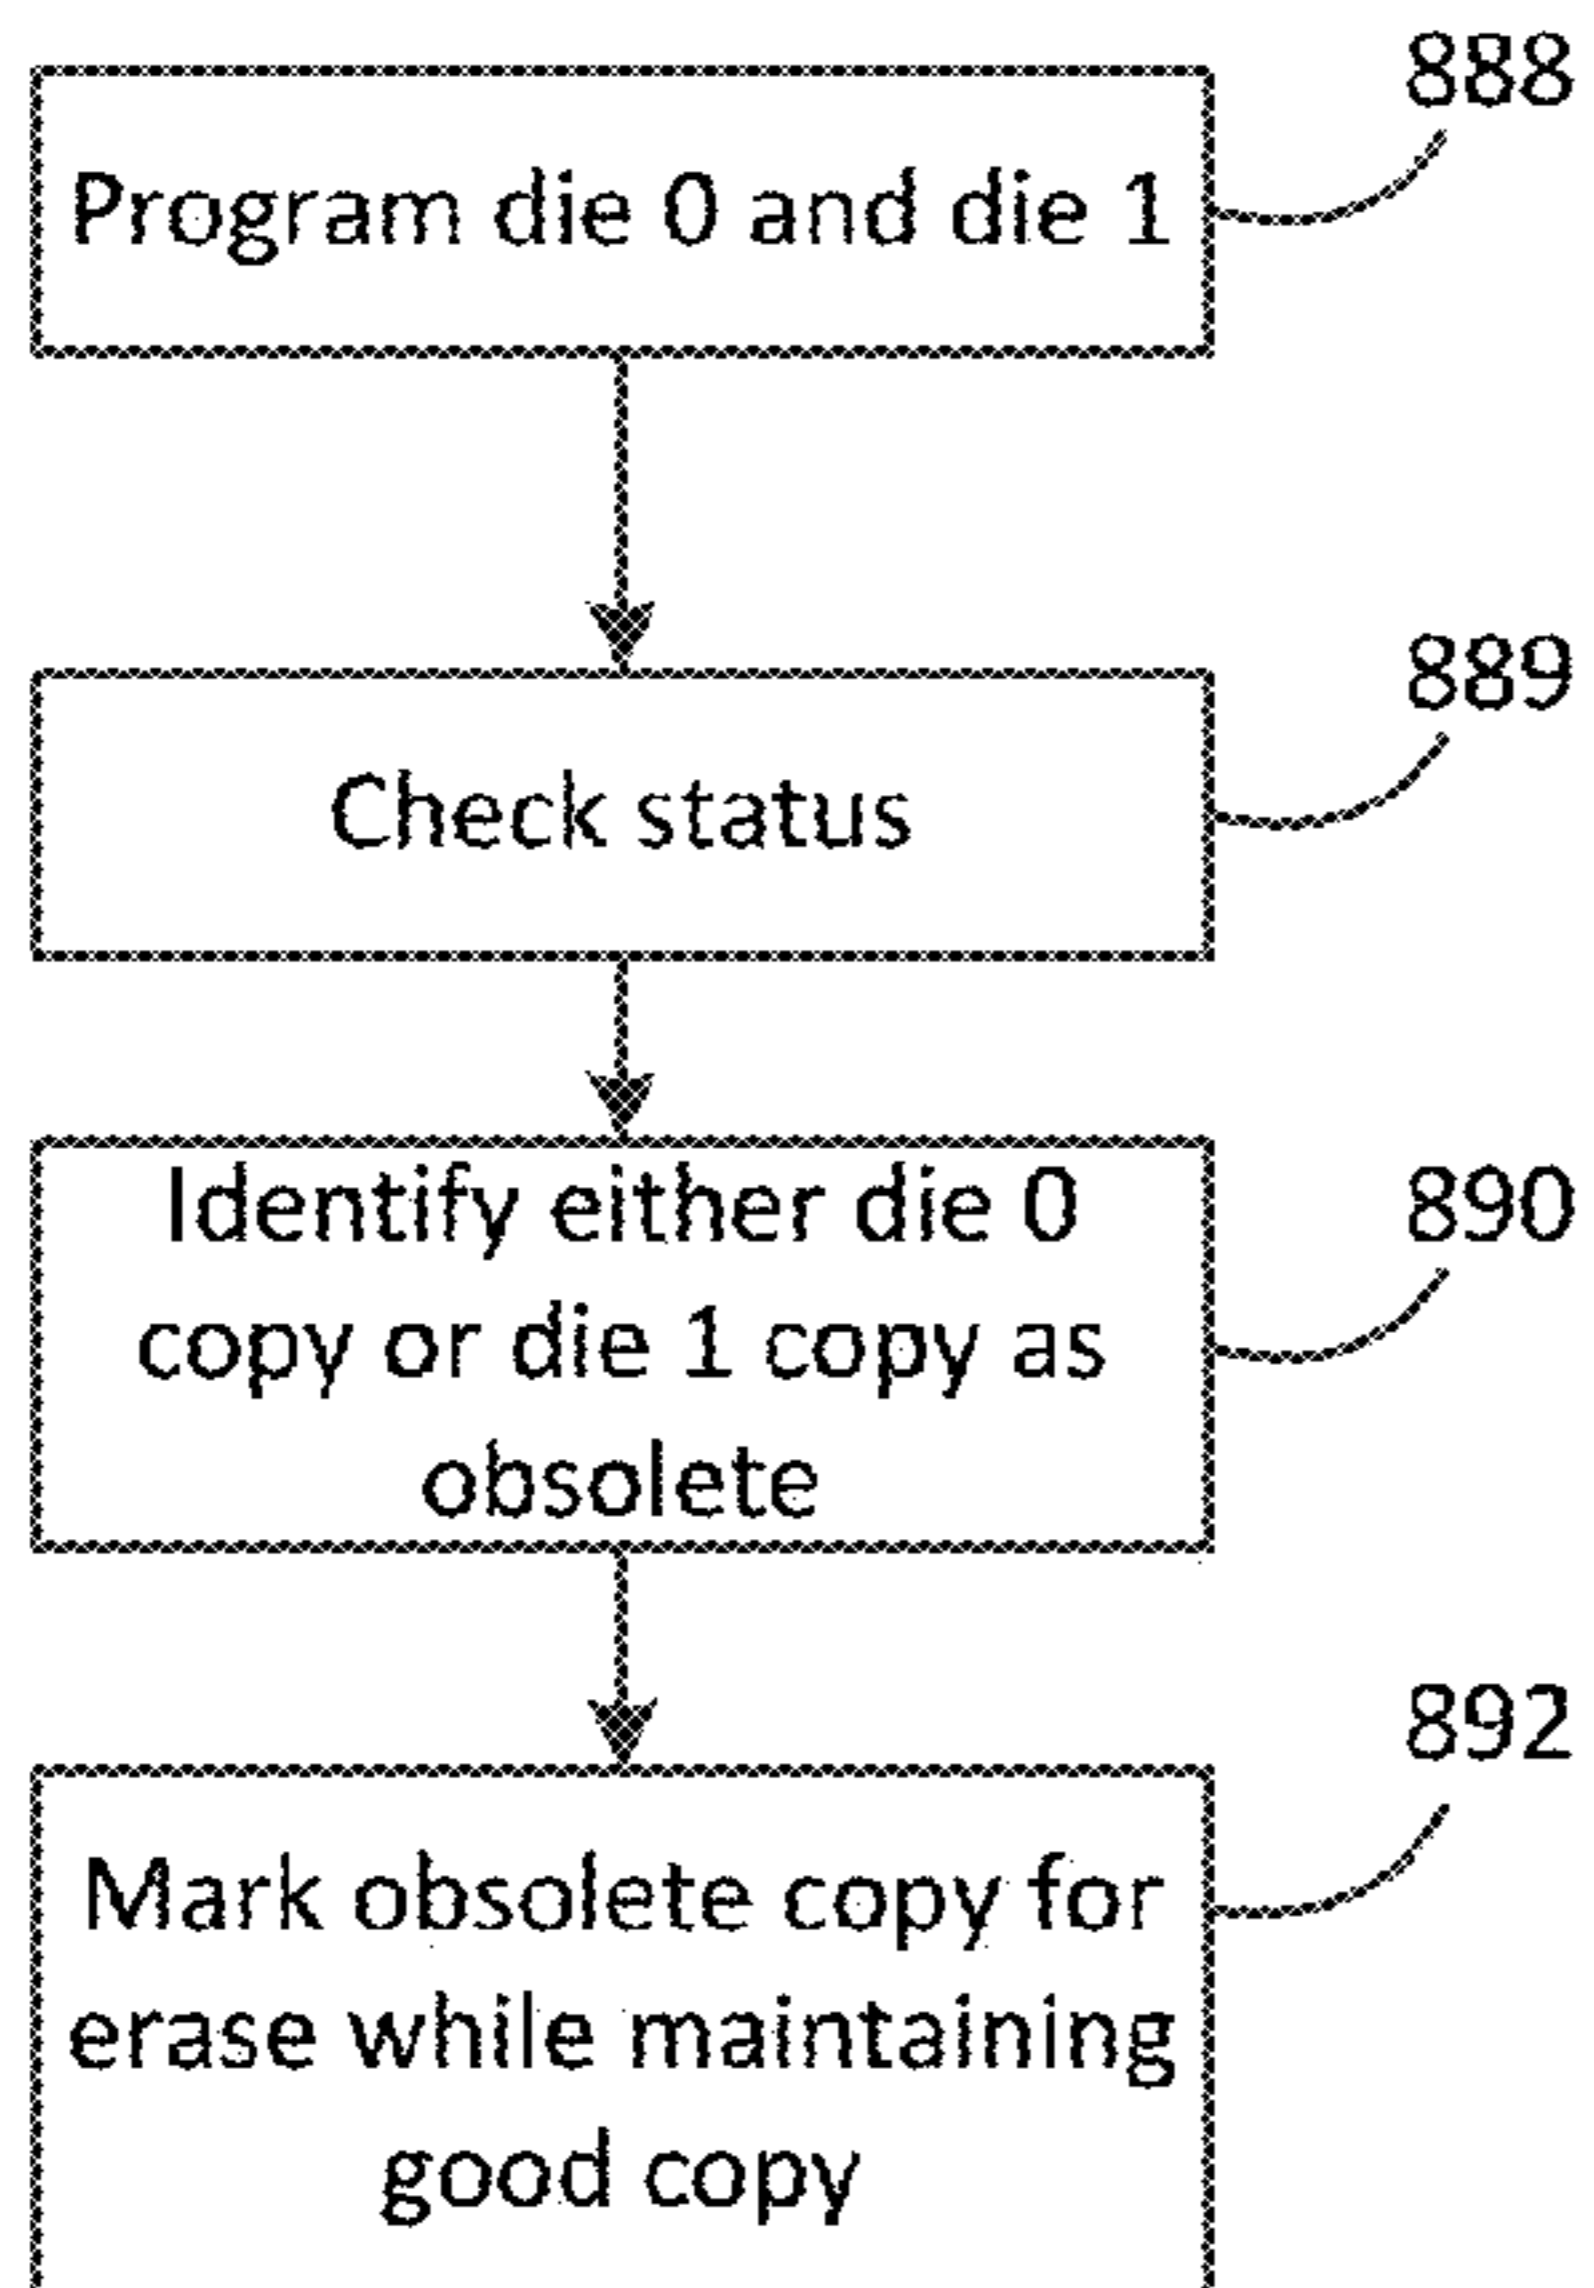 888
Program die 0 and die 1
889
Check status
890
Identify either die 0
copy or die 1 copy as
obsolete
892
Mark obsolete copy for
erase while maintaining
good copy